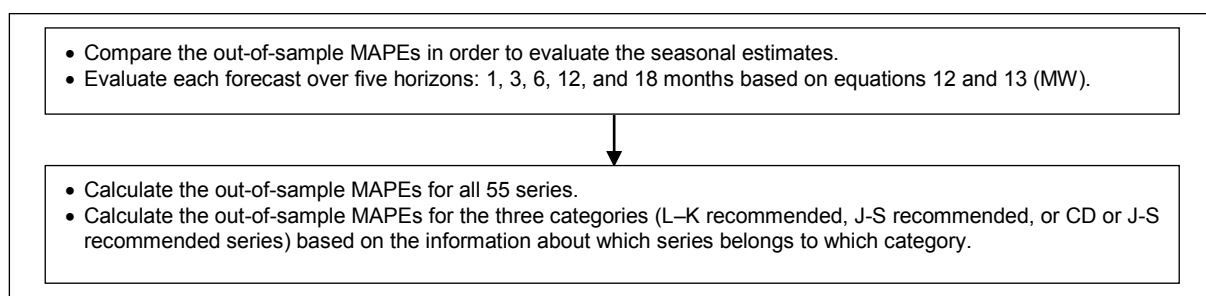 • Compare the out-of-sample MAPEs in order to evaluate the seasonal estimates.
• Evaluate each forecast over five horizons: 1, 3, 6, 12, and 18 months based on equations 12 and 13 (MW).
• Calculate the out-of-sample MAPEs for all 55 series.
• Calculate the out-of-sample MAPEs for the three categories (L–K recommended, J-S recommended, or CD or J-S
recommended series) based on the information about which series belongs to which category.